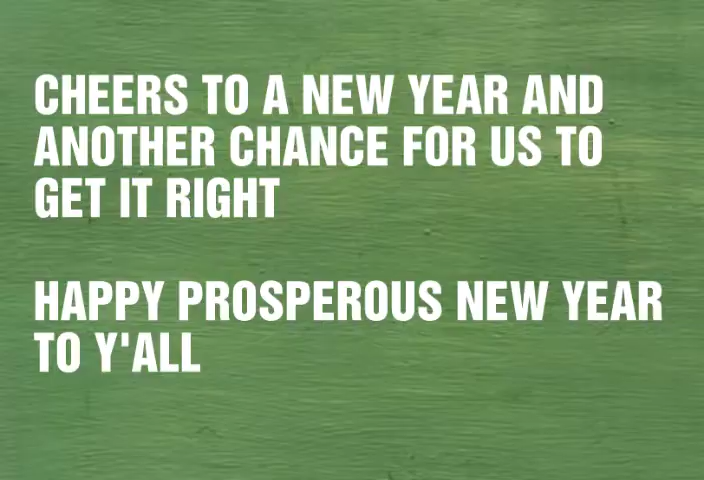 CHEERS TO A NEW YEAR AND
ANOTHER CHANCE FOR US TO
GET IT RIGHT
HAPPY PROSPEROUS NEW YEAR
TO Y'ALL